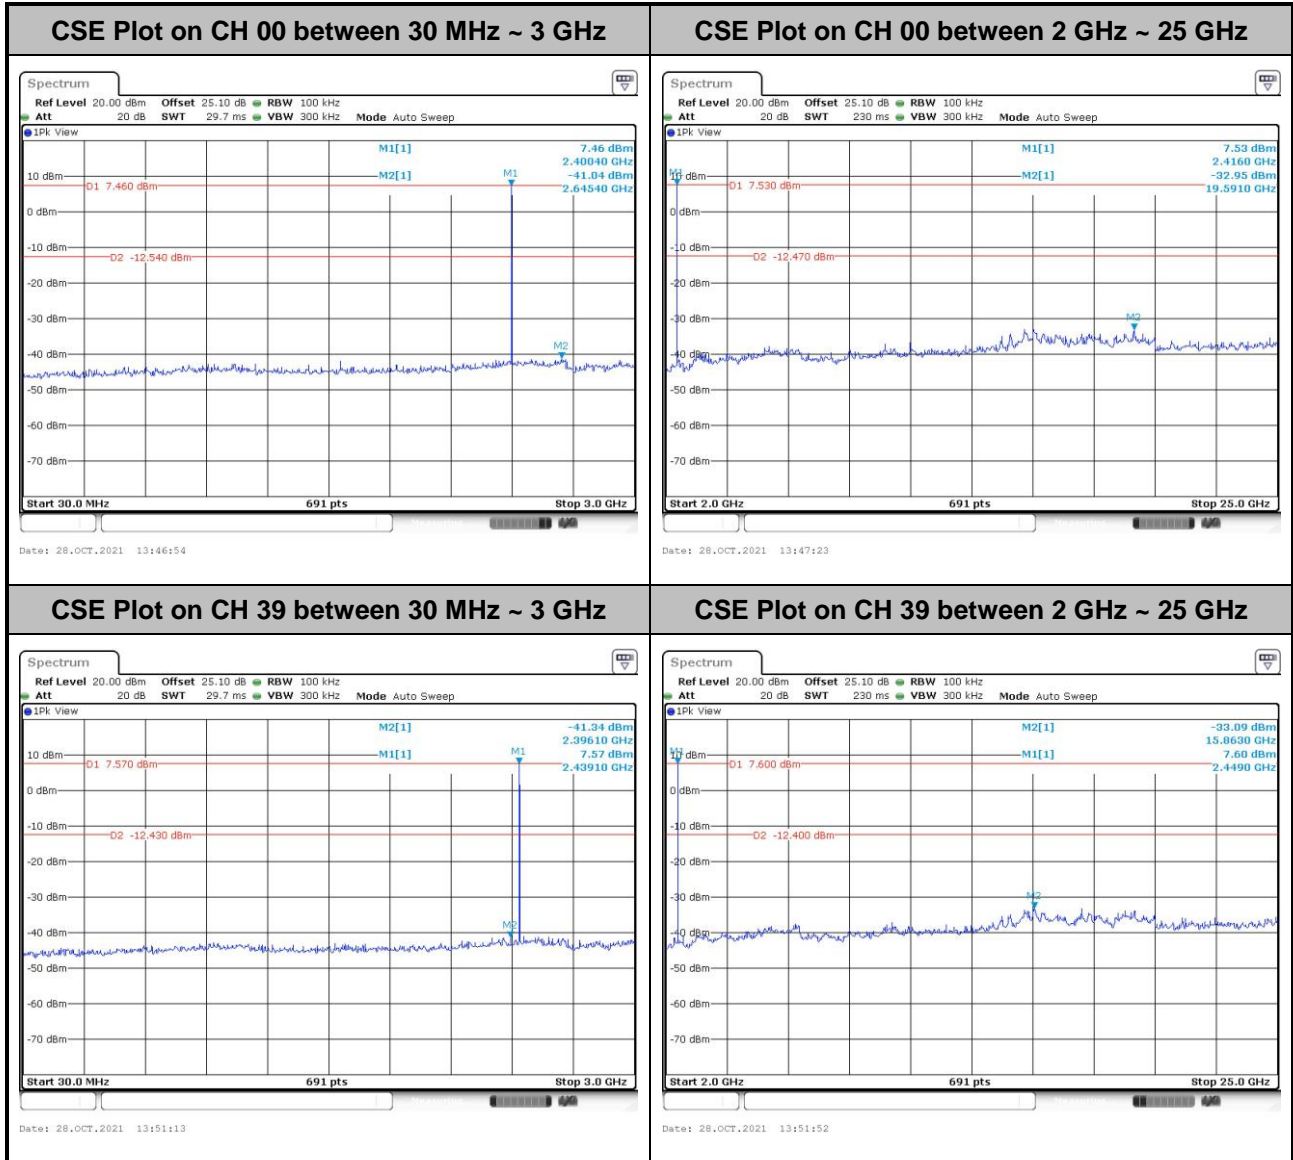 CSE Plot on CH 00 between 30 MHz ~ 3 GHz
Spectrum
Ref Level 20.00 dBm Offset 25.10 dB RBW 100 kHz
Att 20 dB SWT 29.7 ms VBW 300 kHz Mode Auto Sweep
1Pk View
M1[1] 7.46 dBm
2.40040 GHz
M2[1] -41.04 dBm
2.64540 GHz
M1
10 dBm
D1 7.460 dBm
0 dBm
-10 dBm
D2 -12.540 dBm
-20 dBm
-30 dBm
M2
-40 dBm
-50 dBm
-60 dBm
-70 dBm
Start 30.0 MHz 691 pts Stop 3.0 GHz
Date: 28.OCT.2021 13:46:54
CSE Plot on CH 00 between 2 GHz ~ 25 GHz
Spectrum
Ref Level 20.00 dBm Offset 25.10 dB RBW 100 kHz
Att 20 dB SWT 230 ms VBW 300 kHz Mode Auto Sweep
1Pk View
M1[1] 7.53 dBm
2.4160 GHz
M2[1] -32.95 dBm
19.5910 GHz
M1
10 dBm
D1 7.530 dBm
0 dBm
-10 dBm
D2 -12.470 dBm
-20 dBm
-30 dBm
M2
-40 dBm
-50 dBm
-60 dBm
-70 dBm
Start 2.0 GHz 691 pts Stop 25.0 GHz
Date: 28.OCT.2021 13:47:23
CSE Plot on CH 39 between 30 MHz ~ 3 GHz
Spectrum
Ref Level 20.00 dBm Offset 25.10 dB RBW 100 kHz
Att 20 dB SWT 29.7 ms VBW 300 kHz Mode Auto Sweep
1Pk View
M2[1] -41.34 dBm
2.39610 GHz
M1[1] 7.57 dBm
2.43910 GHz
M1
10 dBm
D1 7.570 dBm
0 dBm
-10 dBm
D2 -12.430 dBm
-20 dBm
-30 dBm
M2
-40 dBm
-50 dBm
-60 dBm
-70 dBm
Start 30.0 MHz 691 pts Stop 3.0 GHz
Date: 28.OCT.2021 13:51:13
CSE Plot on CH 39 between 2 GHz ~ 25 GHz
Spectrum
Ref Level 20.00 dBm Offset 25.10 dB RBW 100 kHz
Att 20 dB SWT 230 ms VBW 300 kHz Mode Auto Sweep
1Pk View
M2[1] -33.09 dBm
15.8630 GHz
M1[1] 7.60 dBm
2.4490 GHz
M1
10 dBm
D1 7.600 dBm
0 dBm
-10 dBm
D2 -12.400 dBm
-20 dBm
-30 dBm
M2
-40 dBm
-50 dBm
-60 dBm
-70 dBm
Start 2.0 GHz 691 pts Stop 25.0 GHz
Date: 28.OCT.2021 13:51:52